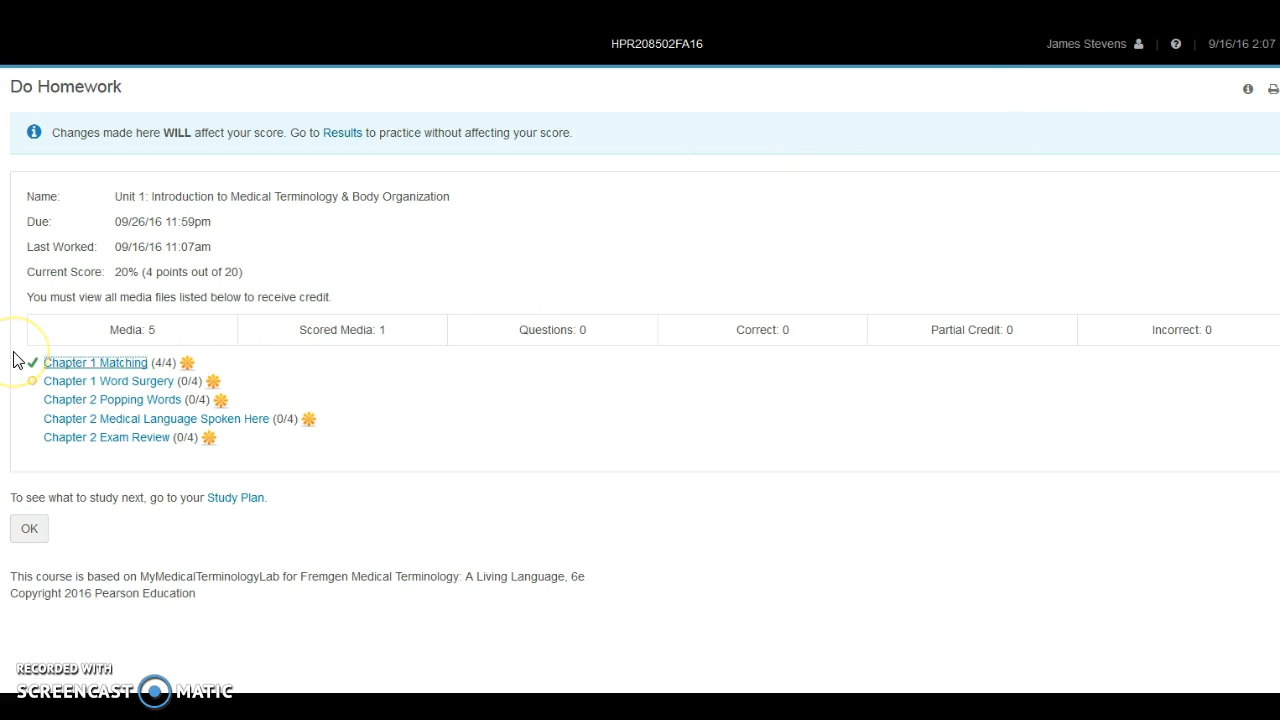 HPR208502FA16
James Stevens | ? | 9/16/16 2:07
Do Homework
Changes made here WILL affect your score. Go to Results to practice without affecting your score.
Name: Unit 1: Introduction to Medical Terminology & Body Organization
Due: 09/26/16 11:59pm
Last Worked: 09/16/16 11:07am
Current Score: 20% (4 points out of 20)
You must view all media files listed below to receive credit.
Media: 5 Scored Media: 1 Questions: 0 Correct: 0 Partial Credit: 0 Incorrect: 0
Chapter 1 Matching (4/4)
Chapter 1 Word Surgery (0/4)
Chapter 2 Popping Words (0/4)
Chapter 2 Medical Language Spoken Here (0/4)
Chapter 2 Exam Review (0/4)
To see what to study next, go to your Study Plan.
OK
This course is based on MyMedicalTerminologyLab for Fremgen Medical Terminology: A Living Language, 6e
Copyright 2016 Pearson Education
RECORDED WITH
SCREENCAST MATIC